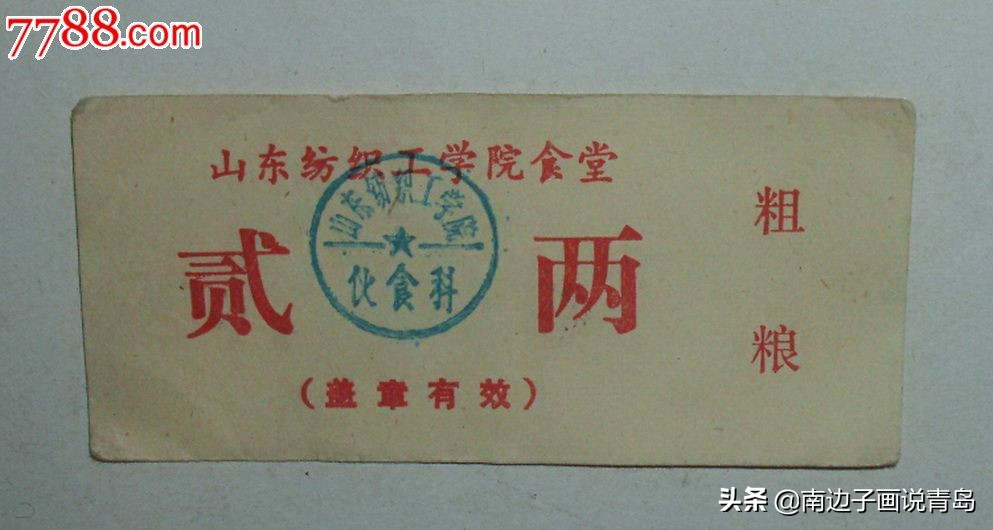 7788.com
山东纺织工学院食堂
山东纺织工学院
伙食科
贰两
(盖章有效)
粗粮
头条 @南边子画说青岛